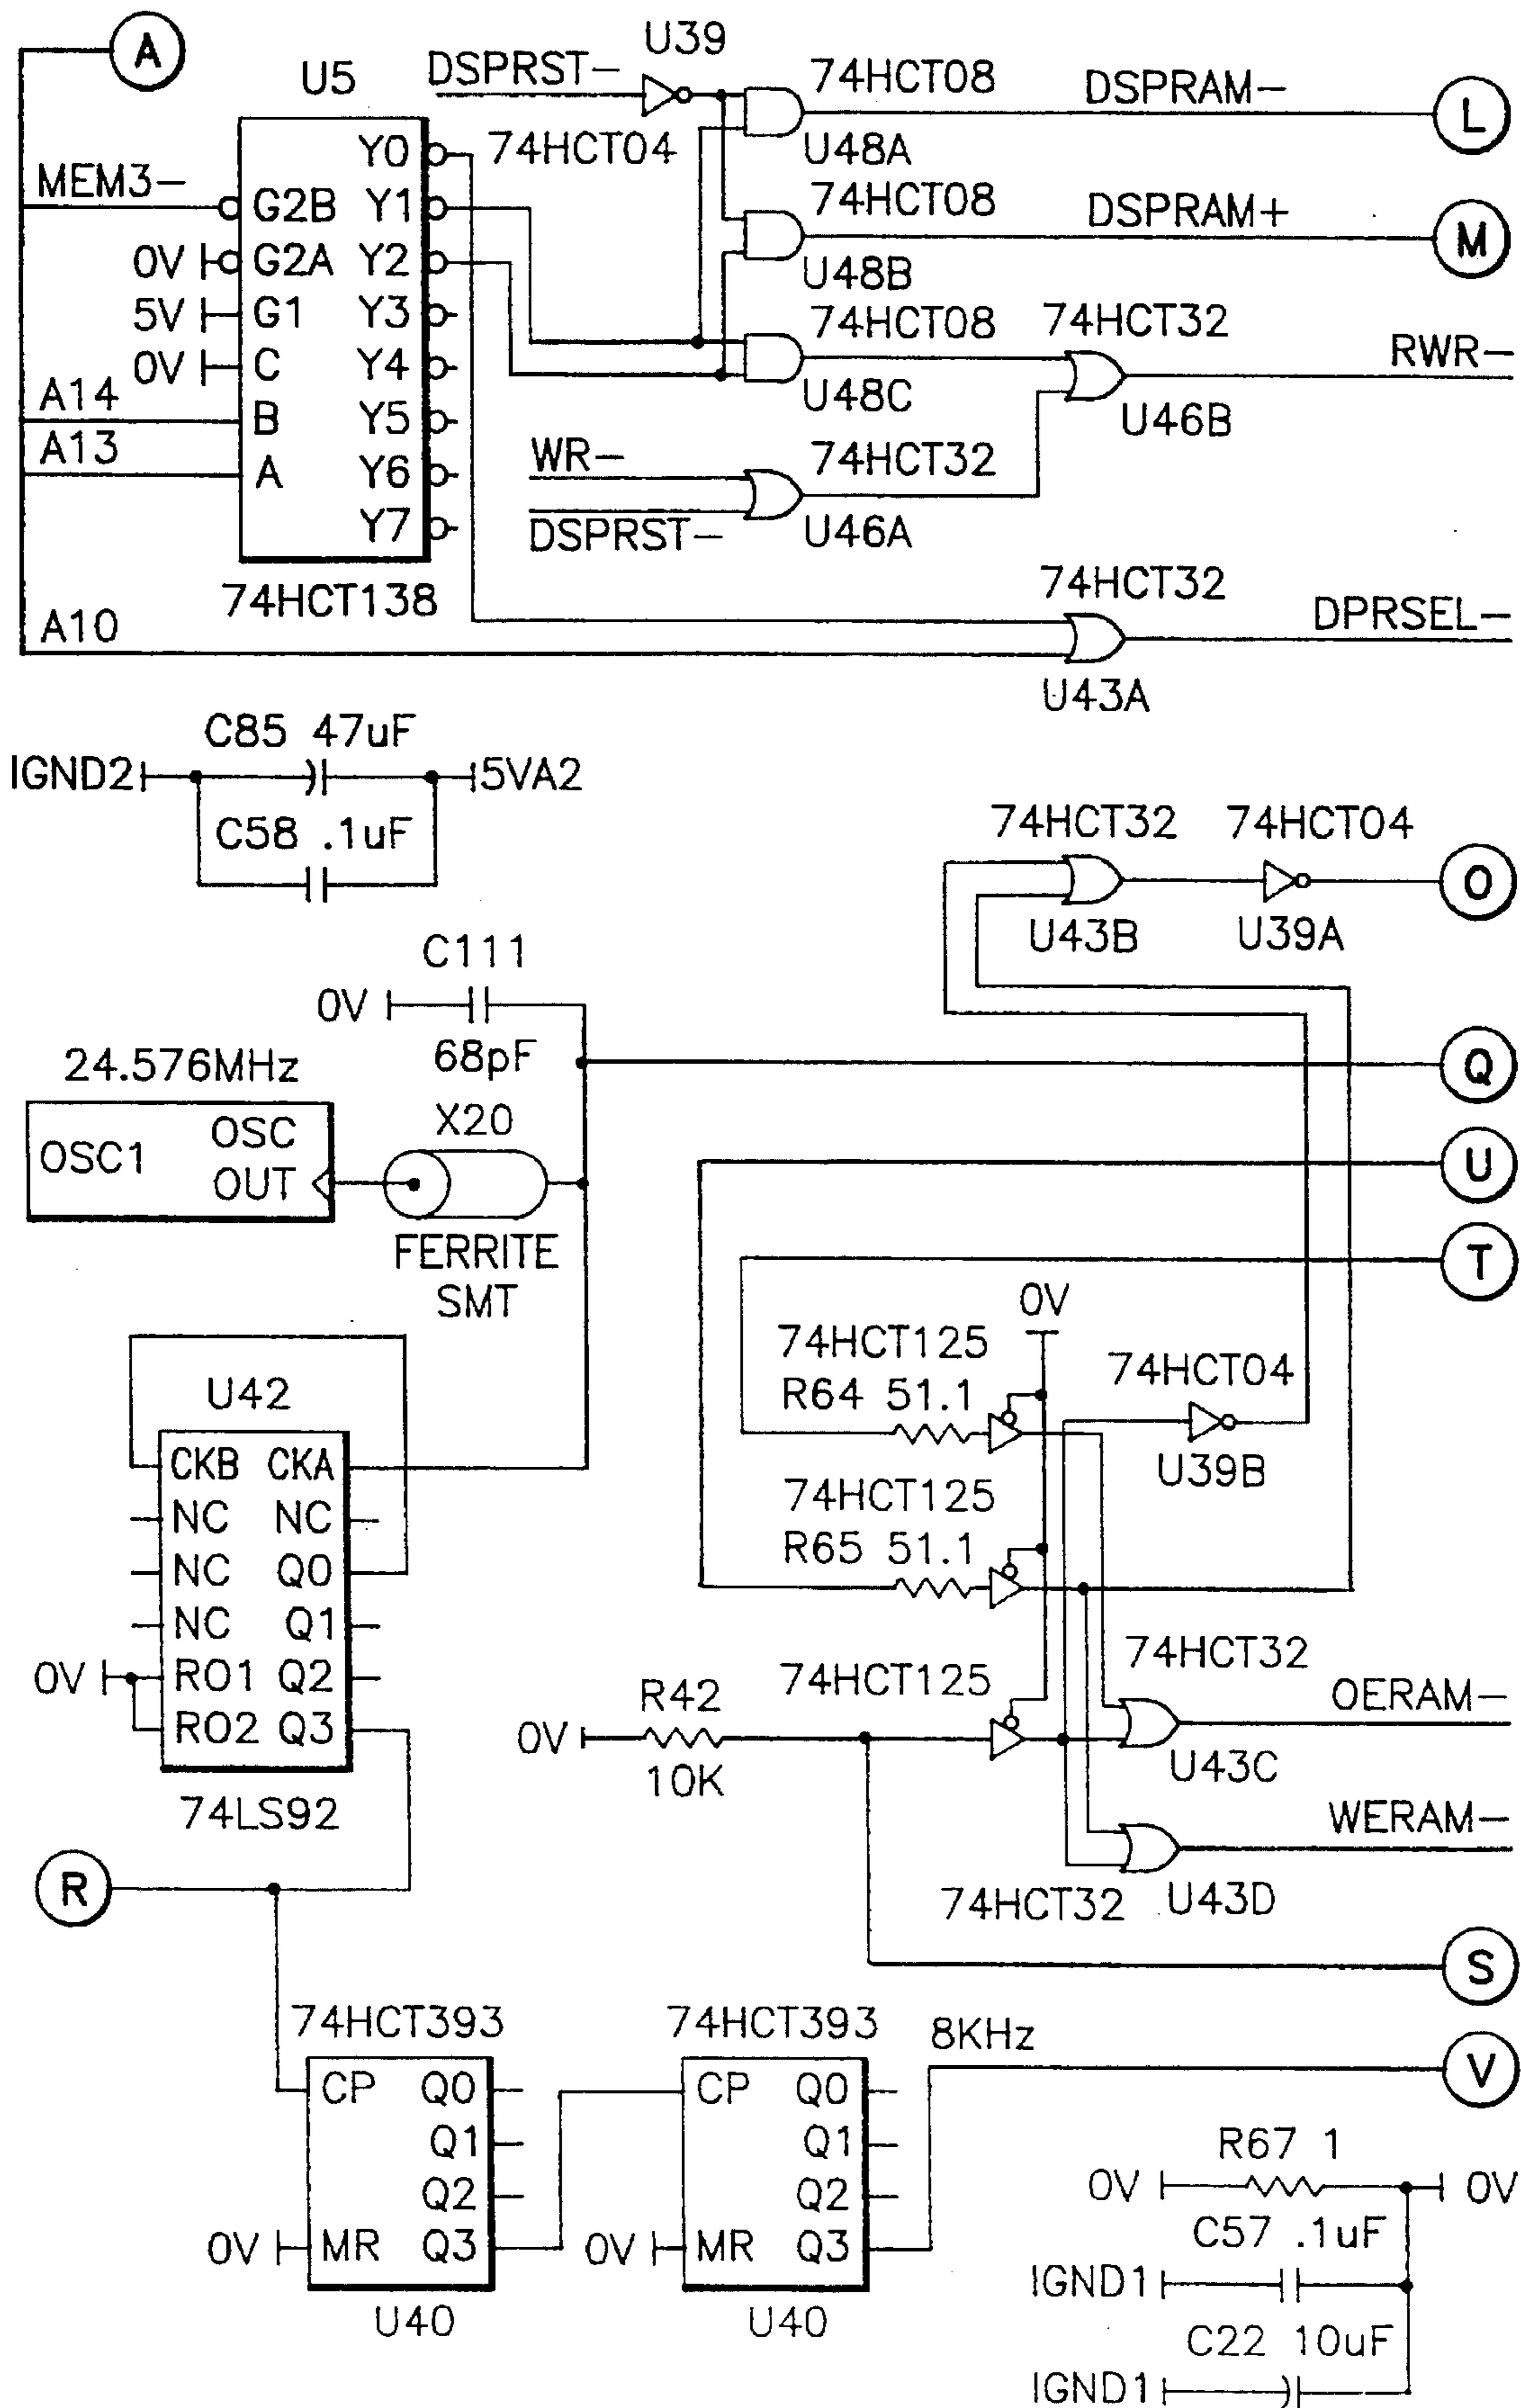 A
U5
DSPRST-
U39
74HCT04
74HCT08
DSPRAM-
L
U48A
MEM3-
G2B
Y0
Y1
0V
G2A
Y2
5V
G1
Y3
0V
C
Y4
A14
B
Y5
A13
A
Y6
Y7
74HCT138
74HCT08
DSPRAM+
M
U48B
74HCT08
U48C
74HCT32
RWR-
U46B
WR-
DSPRST-
74HCT32
U46A
A10
74HCT32
DPRSEL-
U43A
C85 47uF
IGND2
5VA2
C58 .1uF
74HCT32
74HCT04
O
U43B
U39A
C111
0V
68pF
Q
24.576MHz
OSC1
OSC
OUT
X20
FERRITE
SMT
U
T
0V
74HCT125
R64 51.1
74HCT04
U39B
74HCT125
R65 51.1
U42
CKB CKA
NC NC
NC Q0
NC Q1
0V
RO1 Q2
RO2 Q3
74LS92
R42
0V
10K
74HCT125
74HCT32
OERAM-
U43C
WERAM-
74HCT32
U43D
R
S
74HCT393
CP Q0
Q1
Q2
0V
MR Q3
U40
74HCT393
CP Q0
Q1
Q2
0V
MR Q3
U40
8KHz
V
R67 1
0V
0V
C57 .1uF
IGND1
C22 10uF
IGND1